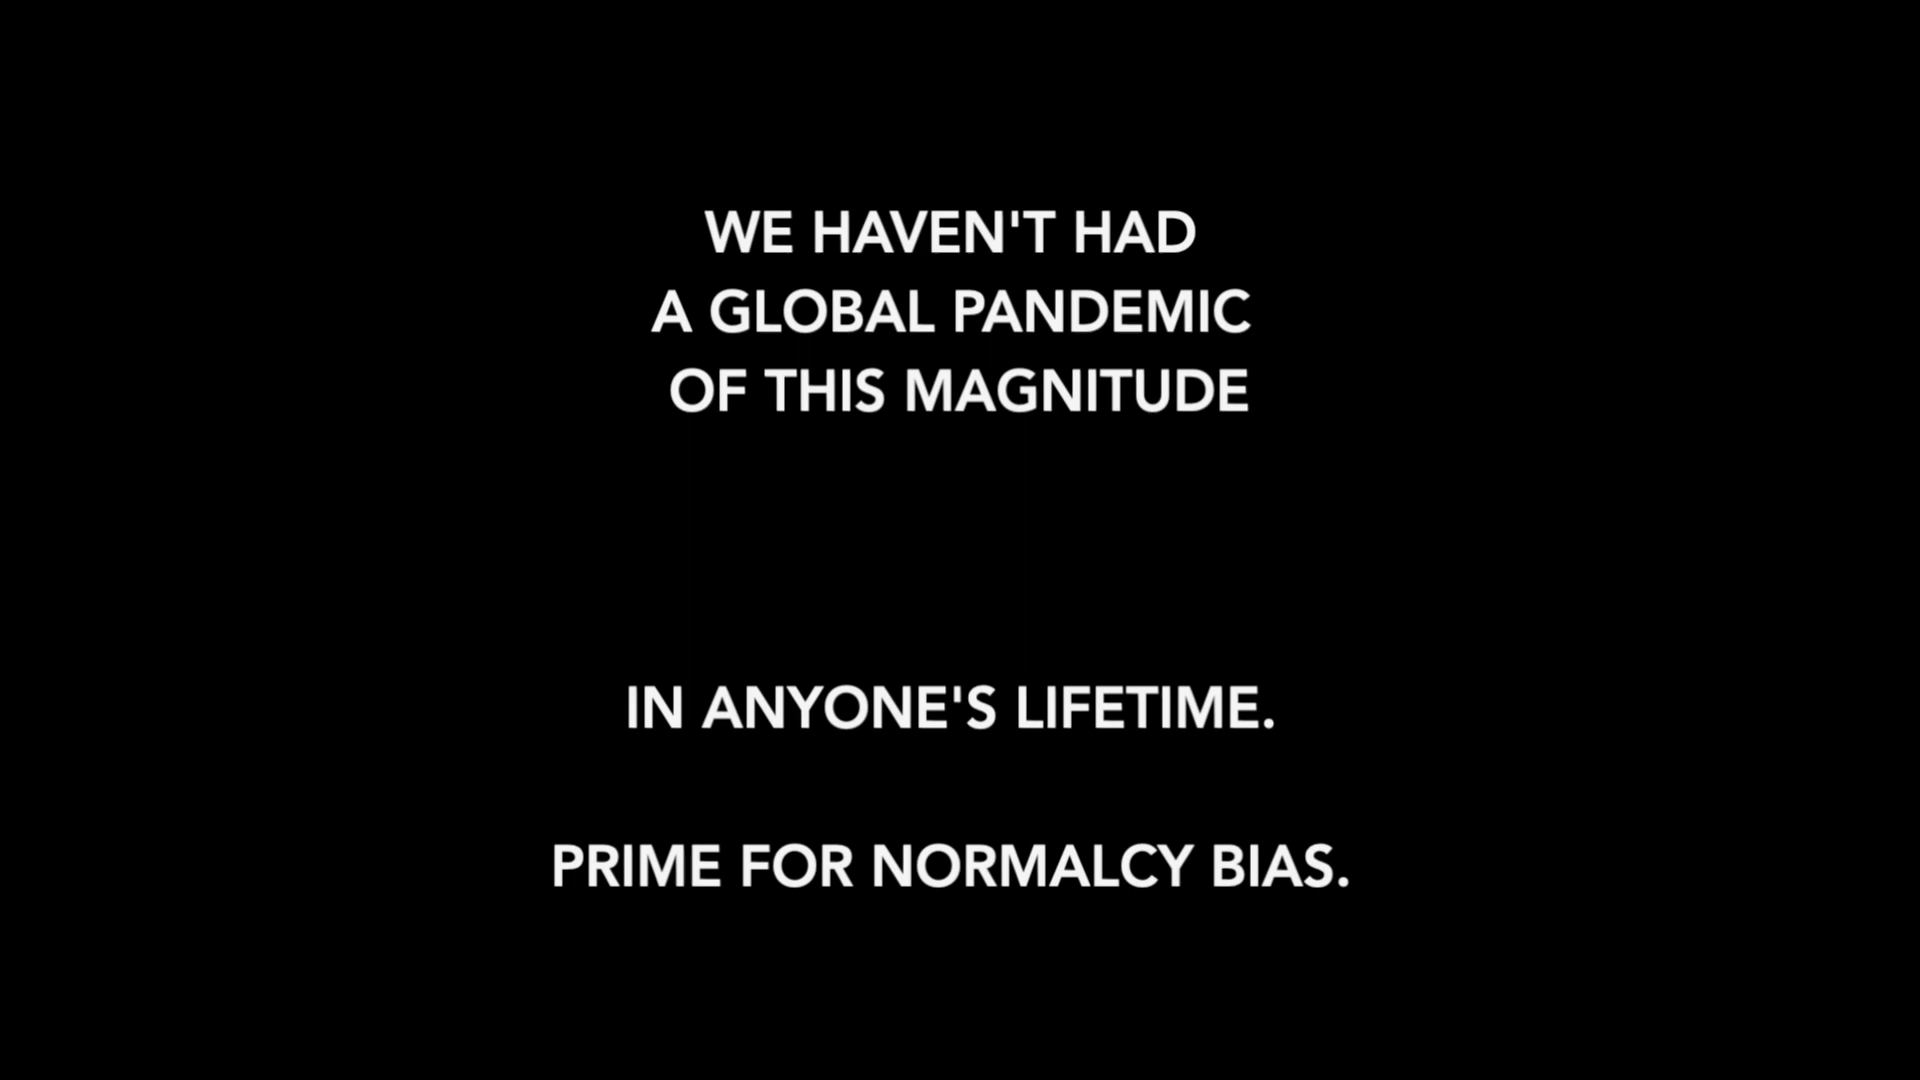 WE HAVEN'T HAD
A GLOBAL PANDEMIC
OF THIS MAGNITUDE
IN ANYONE'S LIFETIME.
PRIME FOR NORMALCY BIAS.